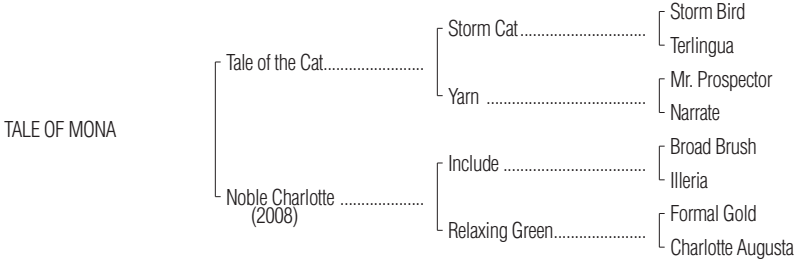 Storm Bird
Storm Cat..............................
Terlingua
Tale of the Cat........................
Mr. Prospector
Yarn ......................................
Narrate
TALE OF MONA
Broad Brush
Include ..................................
Illeria
Noble Charlotte ....................
(2008)
Formal Gold
Relaxing Green......................
Charlotte Augusta